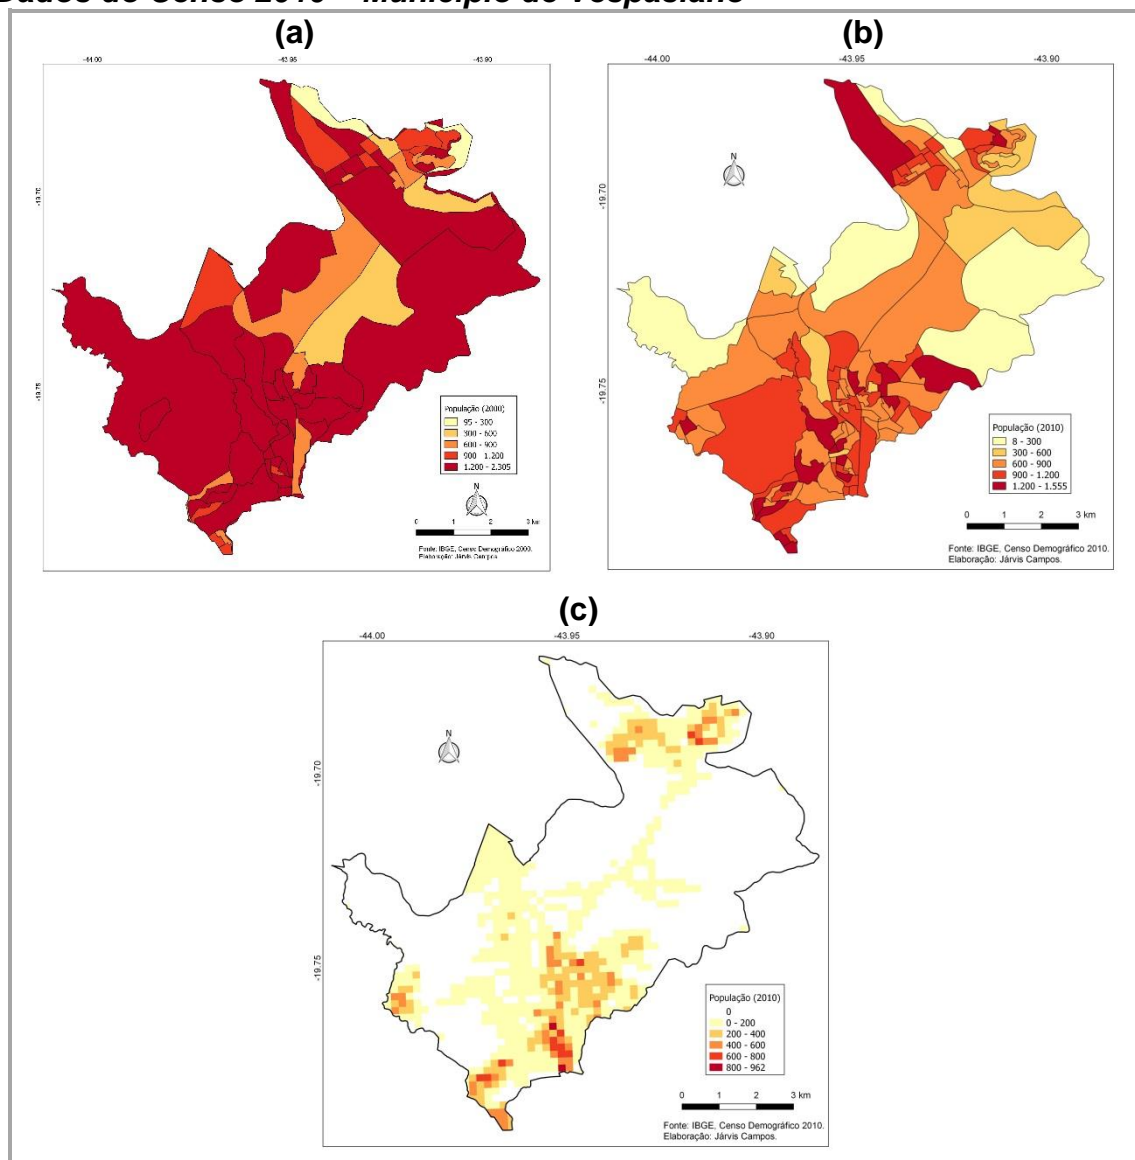 Dados do Censo 2010 – Município de Vespasiano
(a)
(b)
-44.00
-43.95
-43.90
-44.00
-43.95
-43.90
-19.70
-19.75
N
População (2000)
95 - 300
300 - 600
600 - 900
900 - 1.200
1.200 - 2.305
N
0 1 2 3 km
Fonte: IBGE, Censo Demográfico 2000.
Elaboração: Járvis Campos.
N
-19.70
-19.75
População (2010)
8 - 300
300 - 600
600 - 900
900 - 1.200
1.200 - 1.555
0 1 2 3 km
Fonte: IBGE, Censo Demográfico 2010.
Elaboração: Járvis Campos.
(c)
-44.00
-43.95
-43.90
N
-19.70
-19.75
População (2010)
0
0 - 200
200 - 400
400 - 600
600 - 800
800 - 962
0 1 2 3 km
Fonte: IBGE, Censo Demográfico 2010.
Elaboração: Járvis Campos.